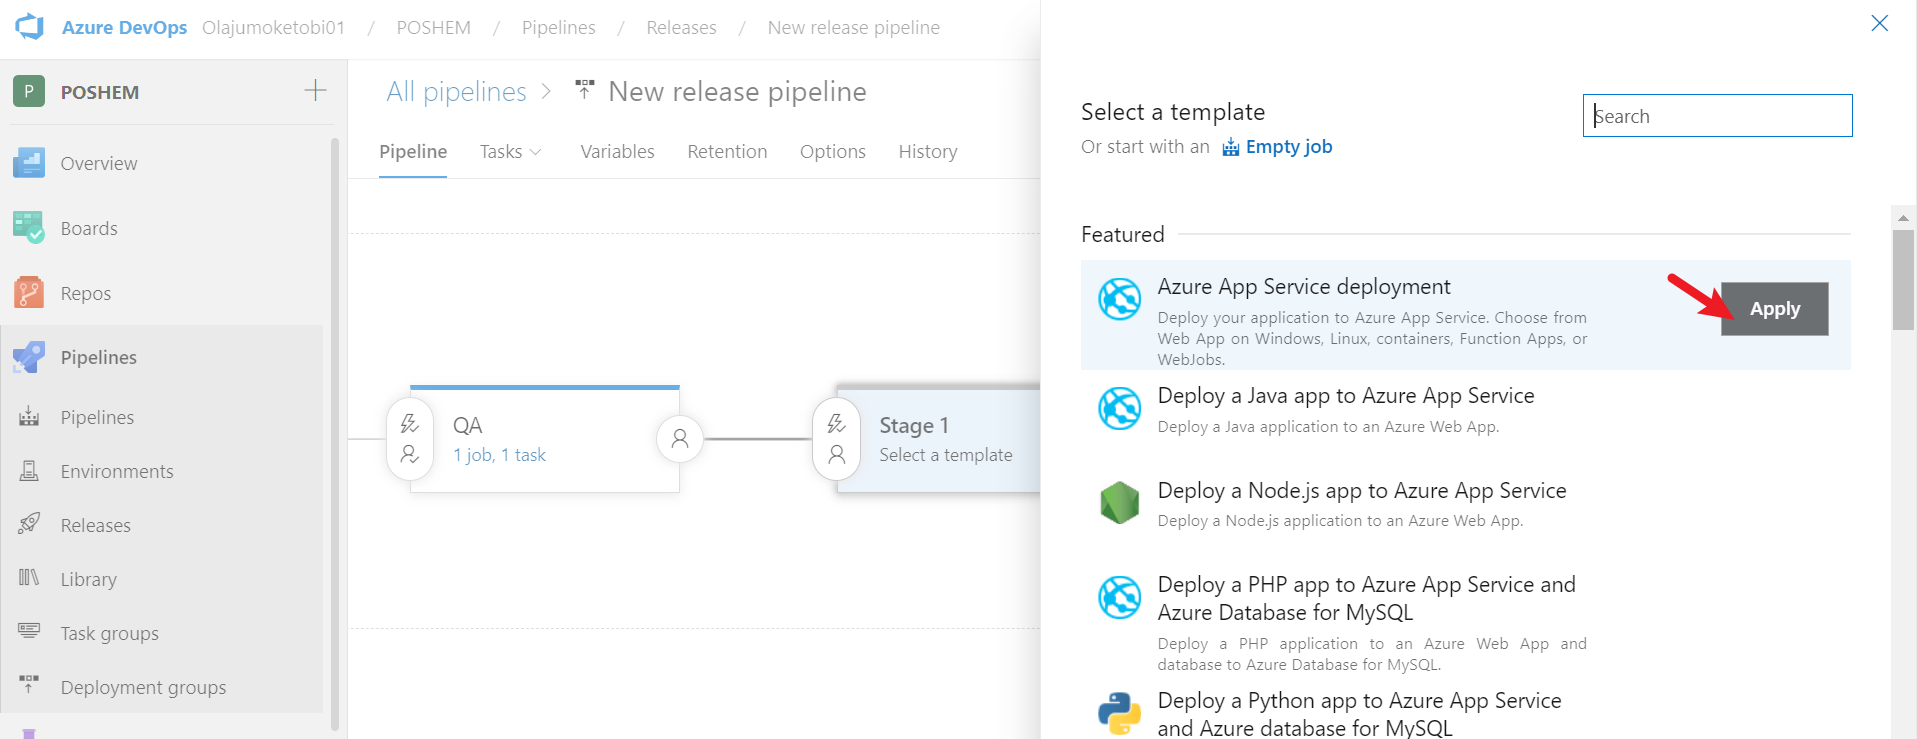 Azure DevOps Olajumoketobi01 / POSHEM / Pipelines / Releases / New release pipeline
P POSHEM
Overview
Boards
Repos
Pipelines
Pipelines
Environments
Releases
Library
Task groups
Deployment groups
All pipelines > New release pipeline
Pipeline Tasks Variables Retention Options History
QA
1 job, 1 task
Stage 1
Select a template
Select a template
Or start with an Empty job
Search
Featured
Azure App Service deployment
Deploy your application to Azure App Service. Choose from
Web App on Windows, Linux, containers, Function Apps, or
WebJobs.
Apply
Deploy a Java app to Azure App Service
Deploy a Java application to an Azure Web App.
Deploy a Node.js app to Azure App Service
Deploy a Node.js application to an Azure Web App.
Deploy a PHP app to Azure App Service and
Azure Database for MySQL
Deploy a PHP application to an Azure Web App and
database to Azure Database for MySQL.
Deploy a Python app to Azure App Service
and Azure database for MySQL